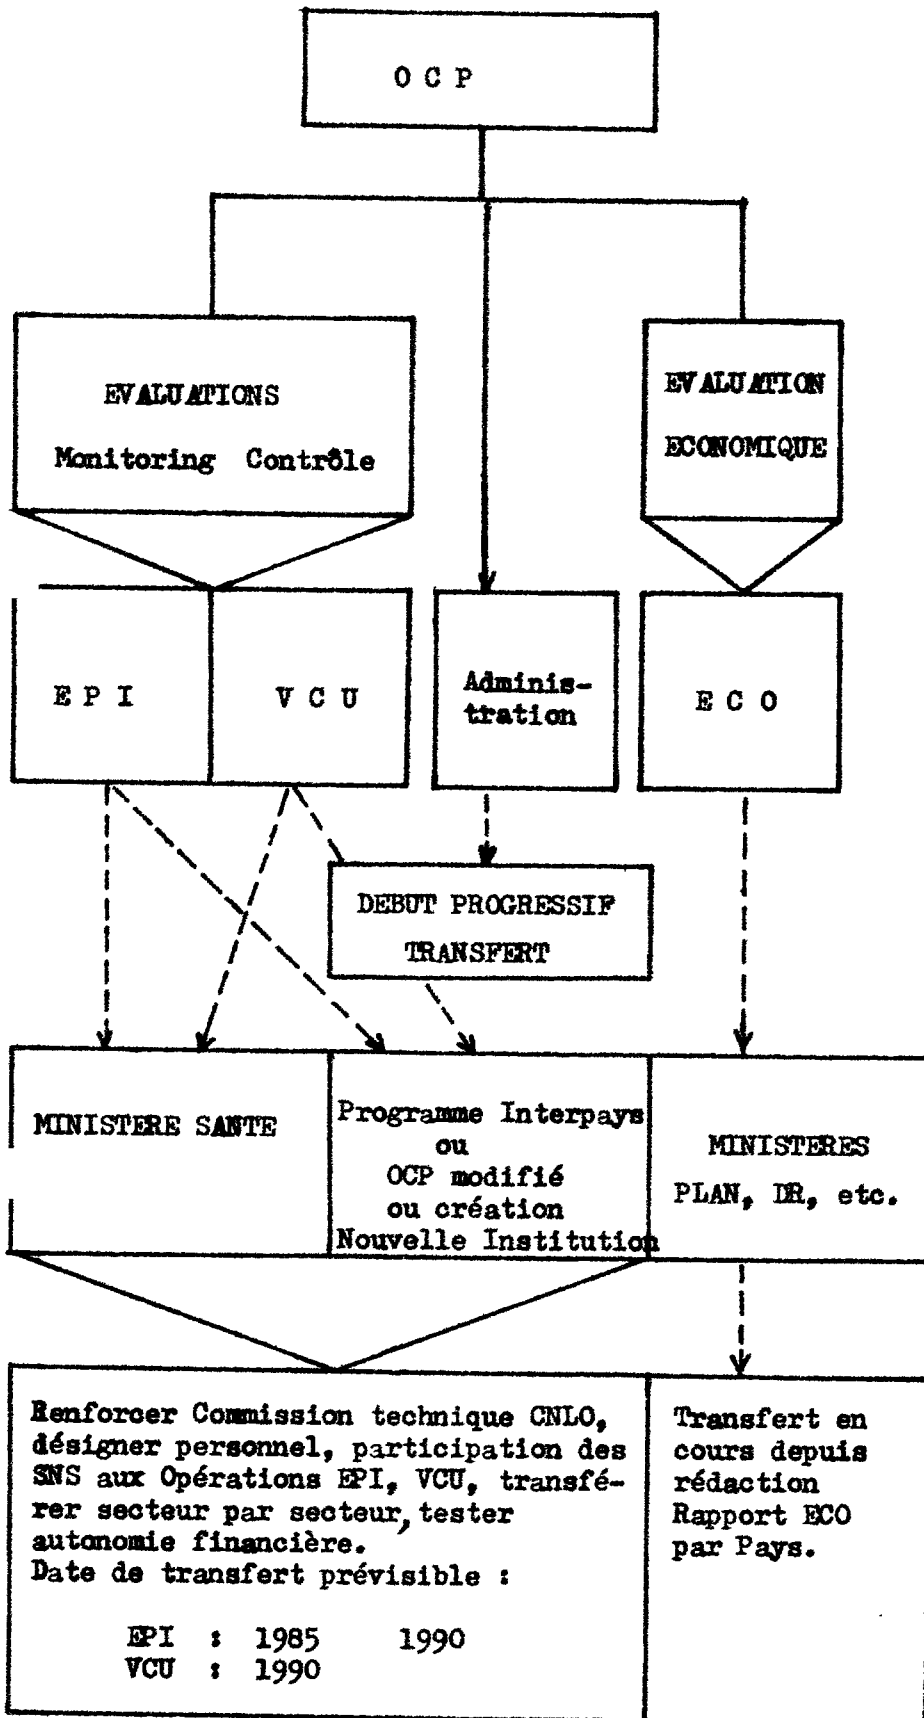 O C P
EVALUATIONS
Monitoring Contrôle
EVALUATION
ECONOMIQUE
E P I
V C U
Adminis-
tration
E C O
DEBUT PROGRESSIF
TRANSFERT
MINISTERE SANTE
Programme Interpays
ou
OCP modifié
ou création
Nouvelle Institution
MINISTERES
PLAN, DR, etc.
Renforcer Commission technique CNLO,
désigner personnel, participation des
SNS aux Opérations EPI, VCU, transfé-
rer secteur par secteur, tester
autonomie financière.
Date de transfert prévisible :
EPI : 1985 1990
VCU : 1990
Transfert en
cours depuis
rédaction
Rapport ECO
par Pays.